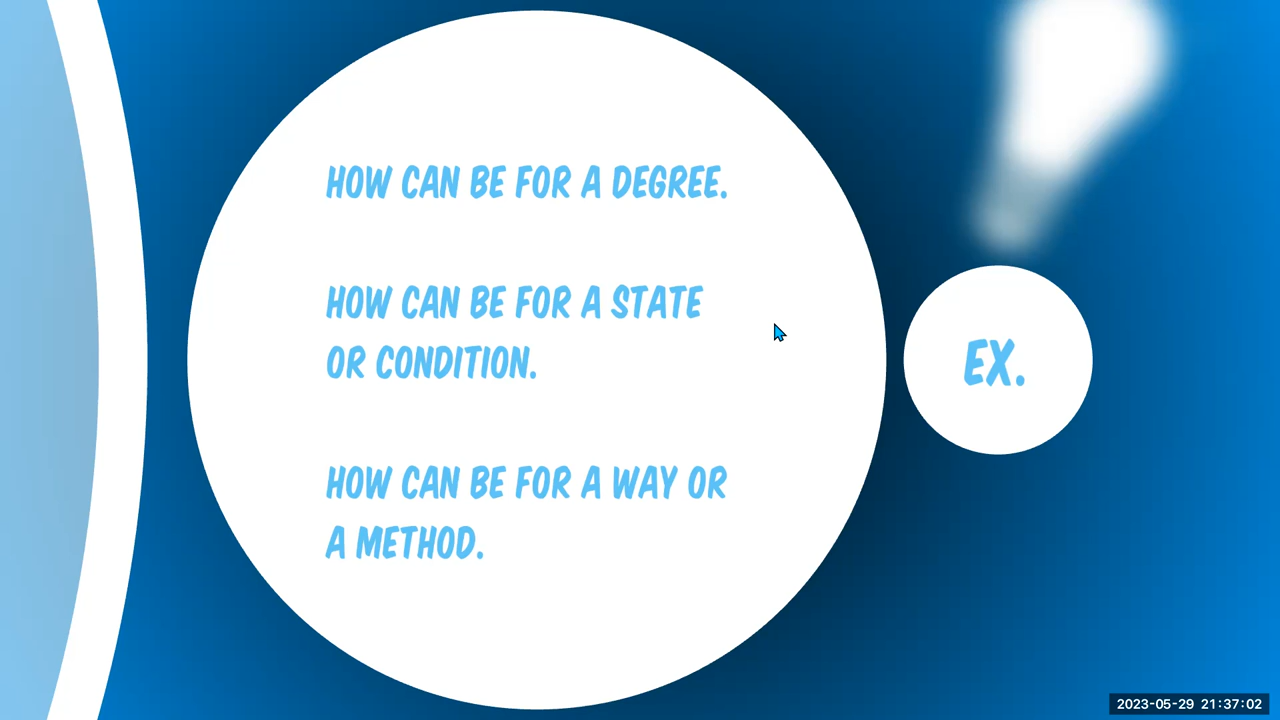 HOW CAN BE FOR A DEGREE.
HOW CAN BE FOR A STATE
OR CONDITION.
HOW CAN BE FOR A WAY OR
A METHOD.
EX.
2023-05-29 21:37:02